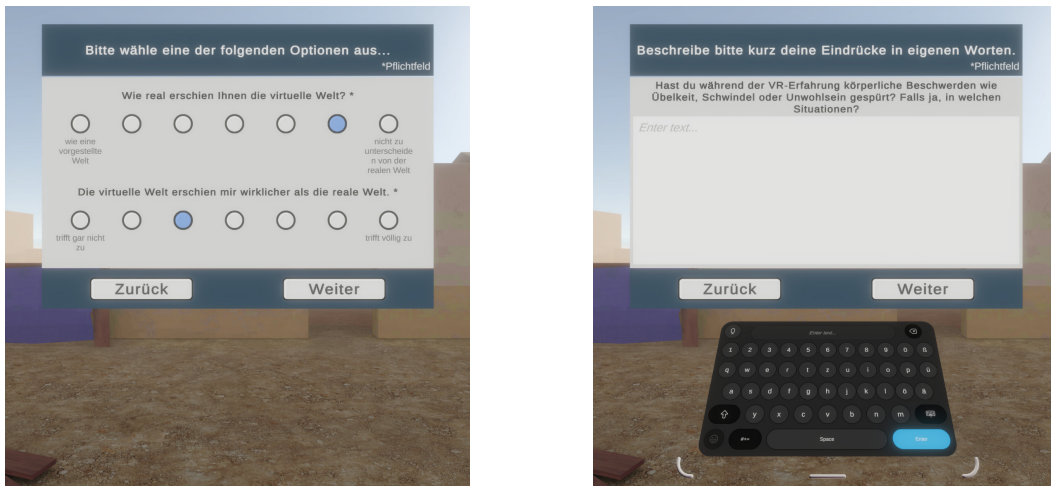 Bitte wähle eine der folgenden Optionen aus...
*Pflichtfeld
Wie real erschien Ihnen die virtuelle Welt? *
wie eine
vorgestellte
Welt
nicht zu
unterscheide
n von der
realen Welt
Die virtuelle Welt erschien mir wirklicher als die reale Welt. *
trifft gar nicht
zu
trifft völlig zu
Zurück
Weiter
Beschreibe bitte kurz deine Eindrücke in eigenen Worten.
*Pflichtfeld
Hast du während der VR-Erfahrung körperliche Beschwerden wie
Übelkeit, Schwindel oder Unwohlsein gespürt? Falls ja, in welchen
Situationen?
Enter text...
Zurück
Weiter
Enter text...
1 2 3 4 5 6 7 8 9 0 ß
q w e r t z u i o p ü
a s d f g h j k l ö ä
y x c v b n m
Space
Enter